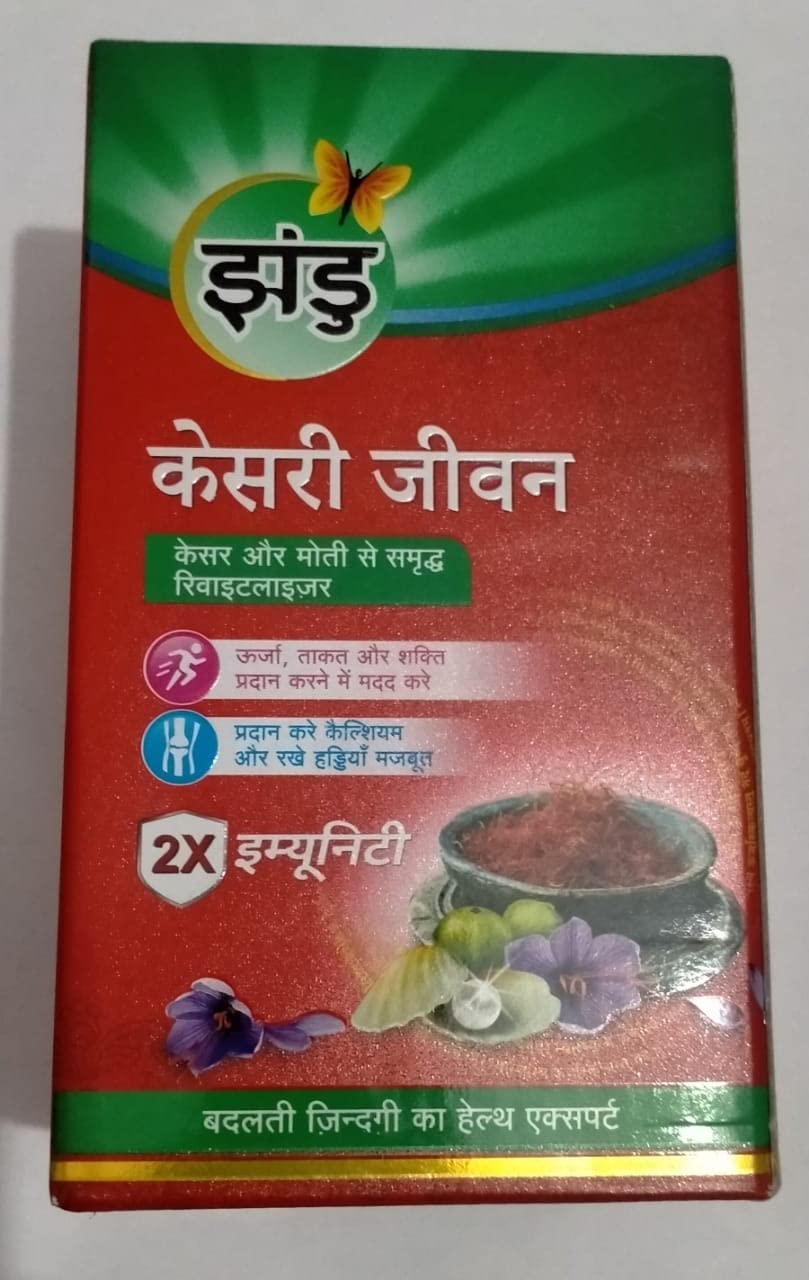 झंडु
केसरी जीवन
केसर और मोती से समृद्ध
रिवाइटलाइज़र
ऊर्जा, ताकत और शक्ति
प्रदान करने में मदद करे
प्रदान करे कैल्शियम
और रखे हड्डियाँ मजबूत
2X इम्यूनिटी
बदलती ज़िन्दगी का हेल्थ एक्सपर्ट